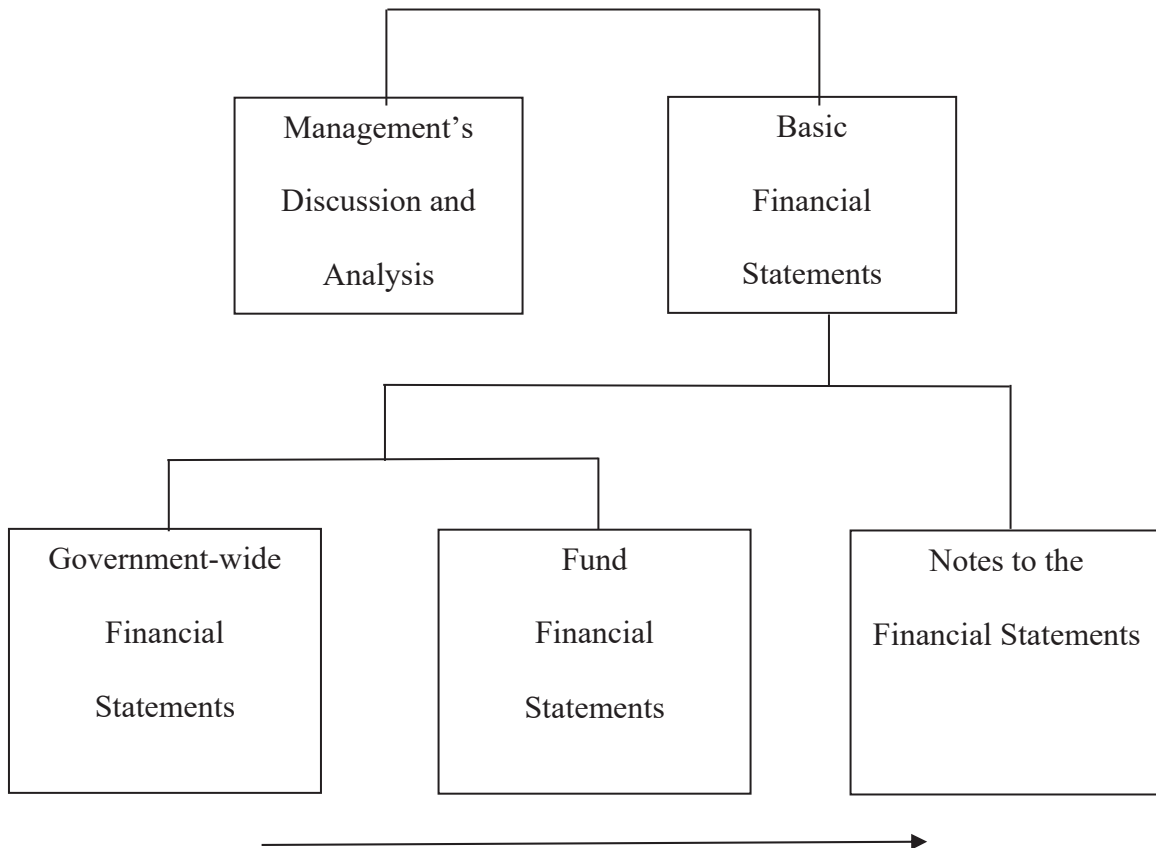 Management’s
Discussion and
Analysis
Basic
Financial
Statements
Government-wide
Financial
Statements
Fund
Financial
Statements
Notes to the
Financial Statements